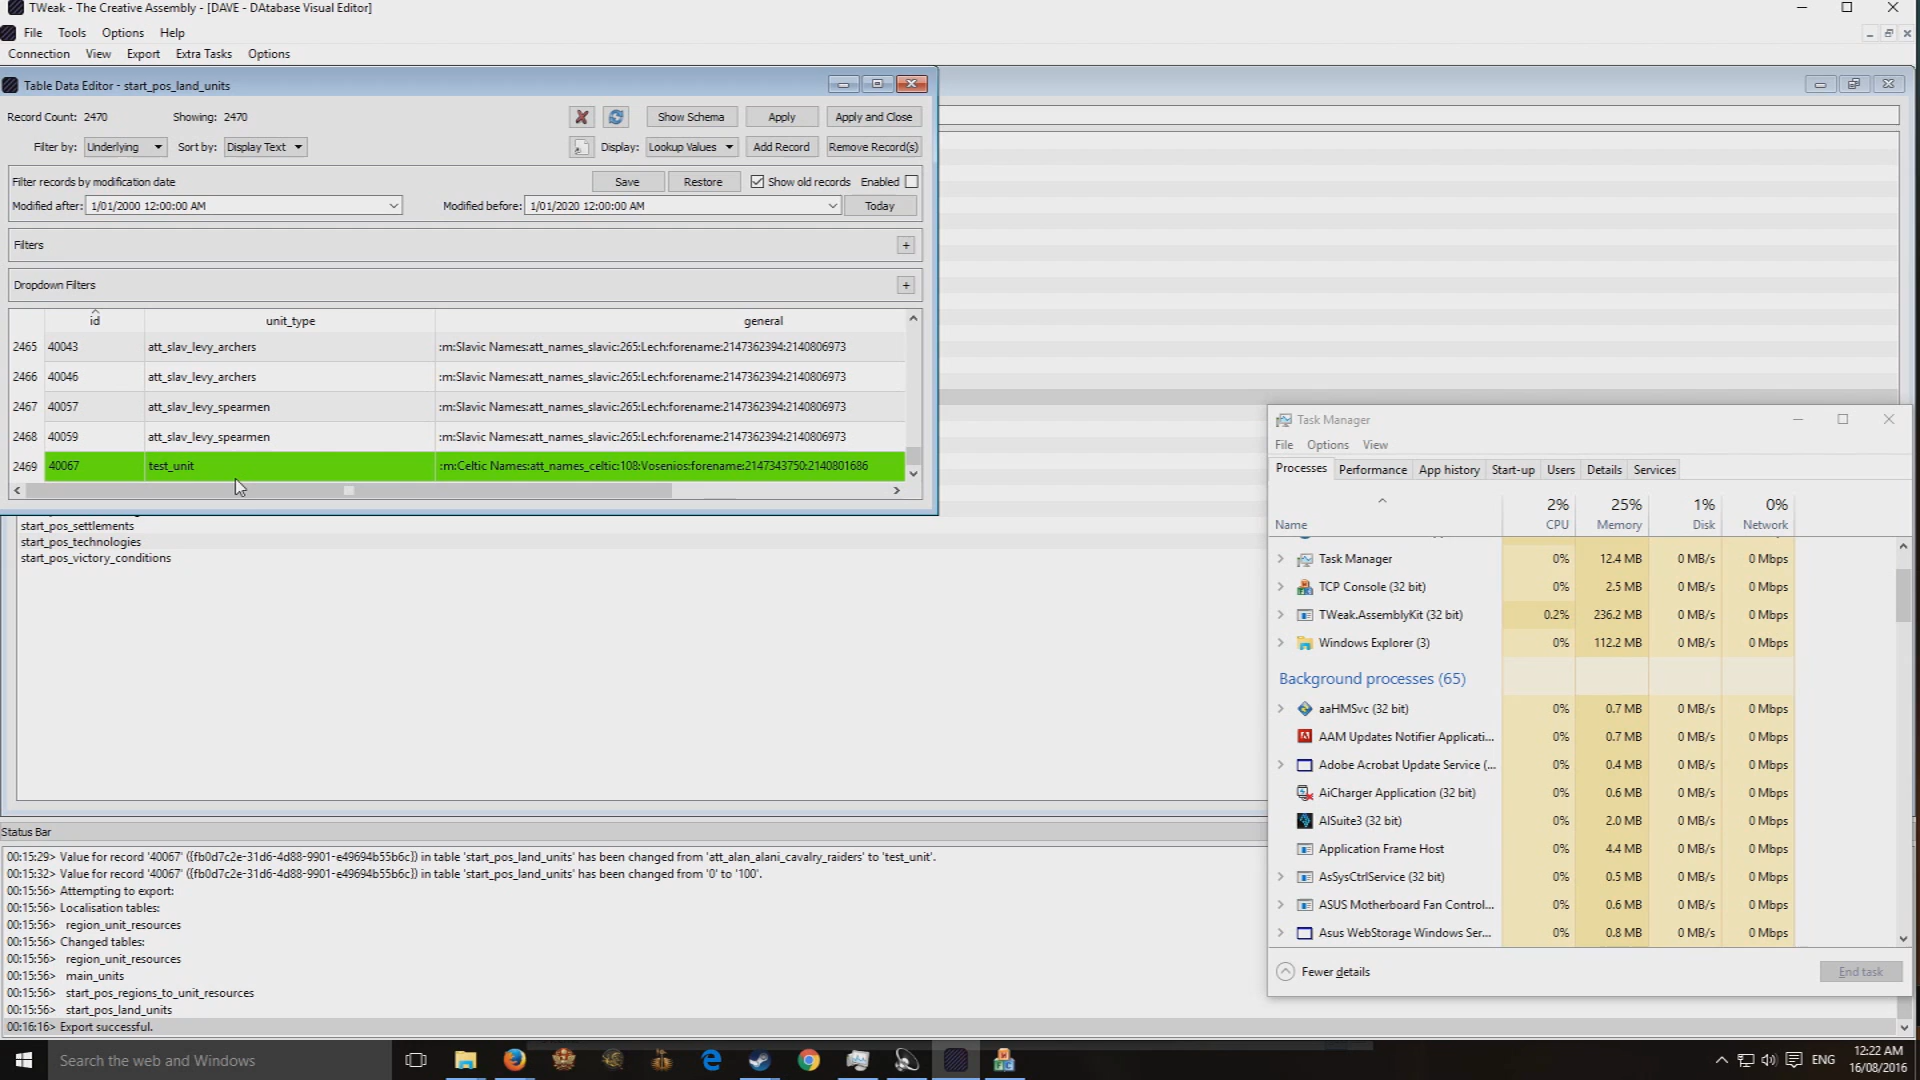 TWeak - The Creative Assembly - [DAVE - DAtabase Visual Editor]
File Tools Options Help
Connection View Export Extra Tasks Options
Table Data Editor - start_pos_land_units
Record Count: 2470 Showing: 2470 Show Schema Apply Apply and Close
Filter by: Underlying Sort by: Display Text Display: Lookup Values Add Record Remove Record(s)
Filter records by modification date Save Restore Show old records Enabled
Modified after: 1/01/2000 12:00:00 AM Modified before: 1/01/2020 12:00:00 AM Today
Filters +
Dropdown Filters +
id unit_type general
2465 40043 att_slav_levy_archers :m:Slavic Names:att_names_slavic:265:Lech:forename:2147362394:2140806973
2466 40046 att_slav_levy_archers :m:Slavic Names:att_names_slavic:265:Lech:forename:2147362394:2140806973
2467 40057 att_slav_levy_spearmen :m:Slavic Names:att_names_slavic:265:Lech:forename:2147362394:2140806973
2468 40059 att_slav_levy_spearmen :m:Slavic Names:att_names_slavic:265:Lech:forename:2147362394:2140806973
2469 40067 test_unit :m:Celtic Names:att_names_celtic:108:Vosenios:forename:2147343750:2140801686
start_pos_settlements
start_pos_technologies
start_pos_victory_conditions
Task Manager
File Options View
Processes Performance App history Start-up Users Details Services
2% 25% 1% 0%
Name CPU Memory Disk Network
Task Manager 0% 12.4 MB 0 MB/s 0 Mbps
TCP Console (32 bit) 0% 2.5 MB 0 MB/s 0 Mbps
TWeak.AssemblyKit (32 bit) 0.2% 236.2 MB 0 MB/s 0 Mbps
Windows Explorer (3) 0% 112.2 MB 0 MB/s 0 Mbps
Background processes (65)
aaHMSvc (32 bit) 0% 0.7 MB 0 MB/s 0 Mbps
AAM Updates Notifier Applicati... 0% 0.7 MB 0 MB/s 0 Mbps
Adobe Acrobat Update Service (... 0% 0.4 MB 0 MB/s 0 Mbps
AiCharger Application (32 bit) 0% 0.6 MB 0 MB/s 0 Mbps
AISuite3 (32 bit) 0% 2.0 MB 0 MB/s 0 Mbps
Application Frame Host 0% 4.4 MB 0 MB/s 0 Mbps
AsSysCtrlService (32 bit) 0% 0.5 MB 0 MB/s 0 Mbps
ASUS Motherboard Fan Control... 0% 0.6 MB 0 MB/s 0 Mbps
Asus WebStorage Windows Ser... 0% 0.8 MB 0 MB/s 0 Mbps
Fewer details End task
Status Bar
00:15:29> Value for record '40067' ({fb0d7c2e-31d6-4d88-9901-e49694b55b6c}) in table 'start_pos_land_units' has been changed from 'att_alan_alani_cavalry_raiders' to 'test_unit'.
00:15:32> Value for record '40067' ({fb0d7c2e-31d6-4d88-9901-e49694b55b6c}) in table 'start_pos_land_units' has been changed from '0' to '100'.
00:15:56> Attempting to export:
00:15:56> Localisation tables:
00:15:56> region_unit_resources
00:15:56> Changed tables:
00:15:56> region_unit_resources
00:15:56> main_units
00:15:56> start_pos_regions_to_unit_resources
00:15:56> start_pos_land_units
00:16:16> Export successful.
Search the web and Windows
ENG 12:22 AM
16/08/2016